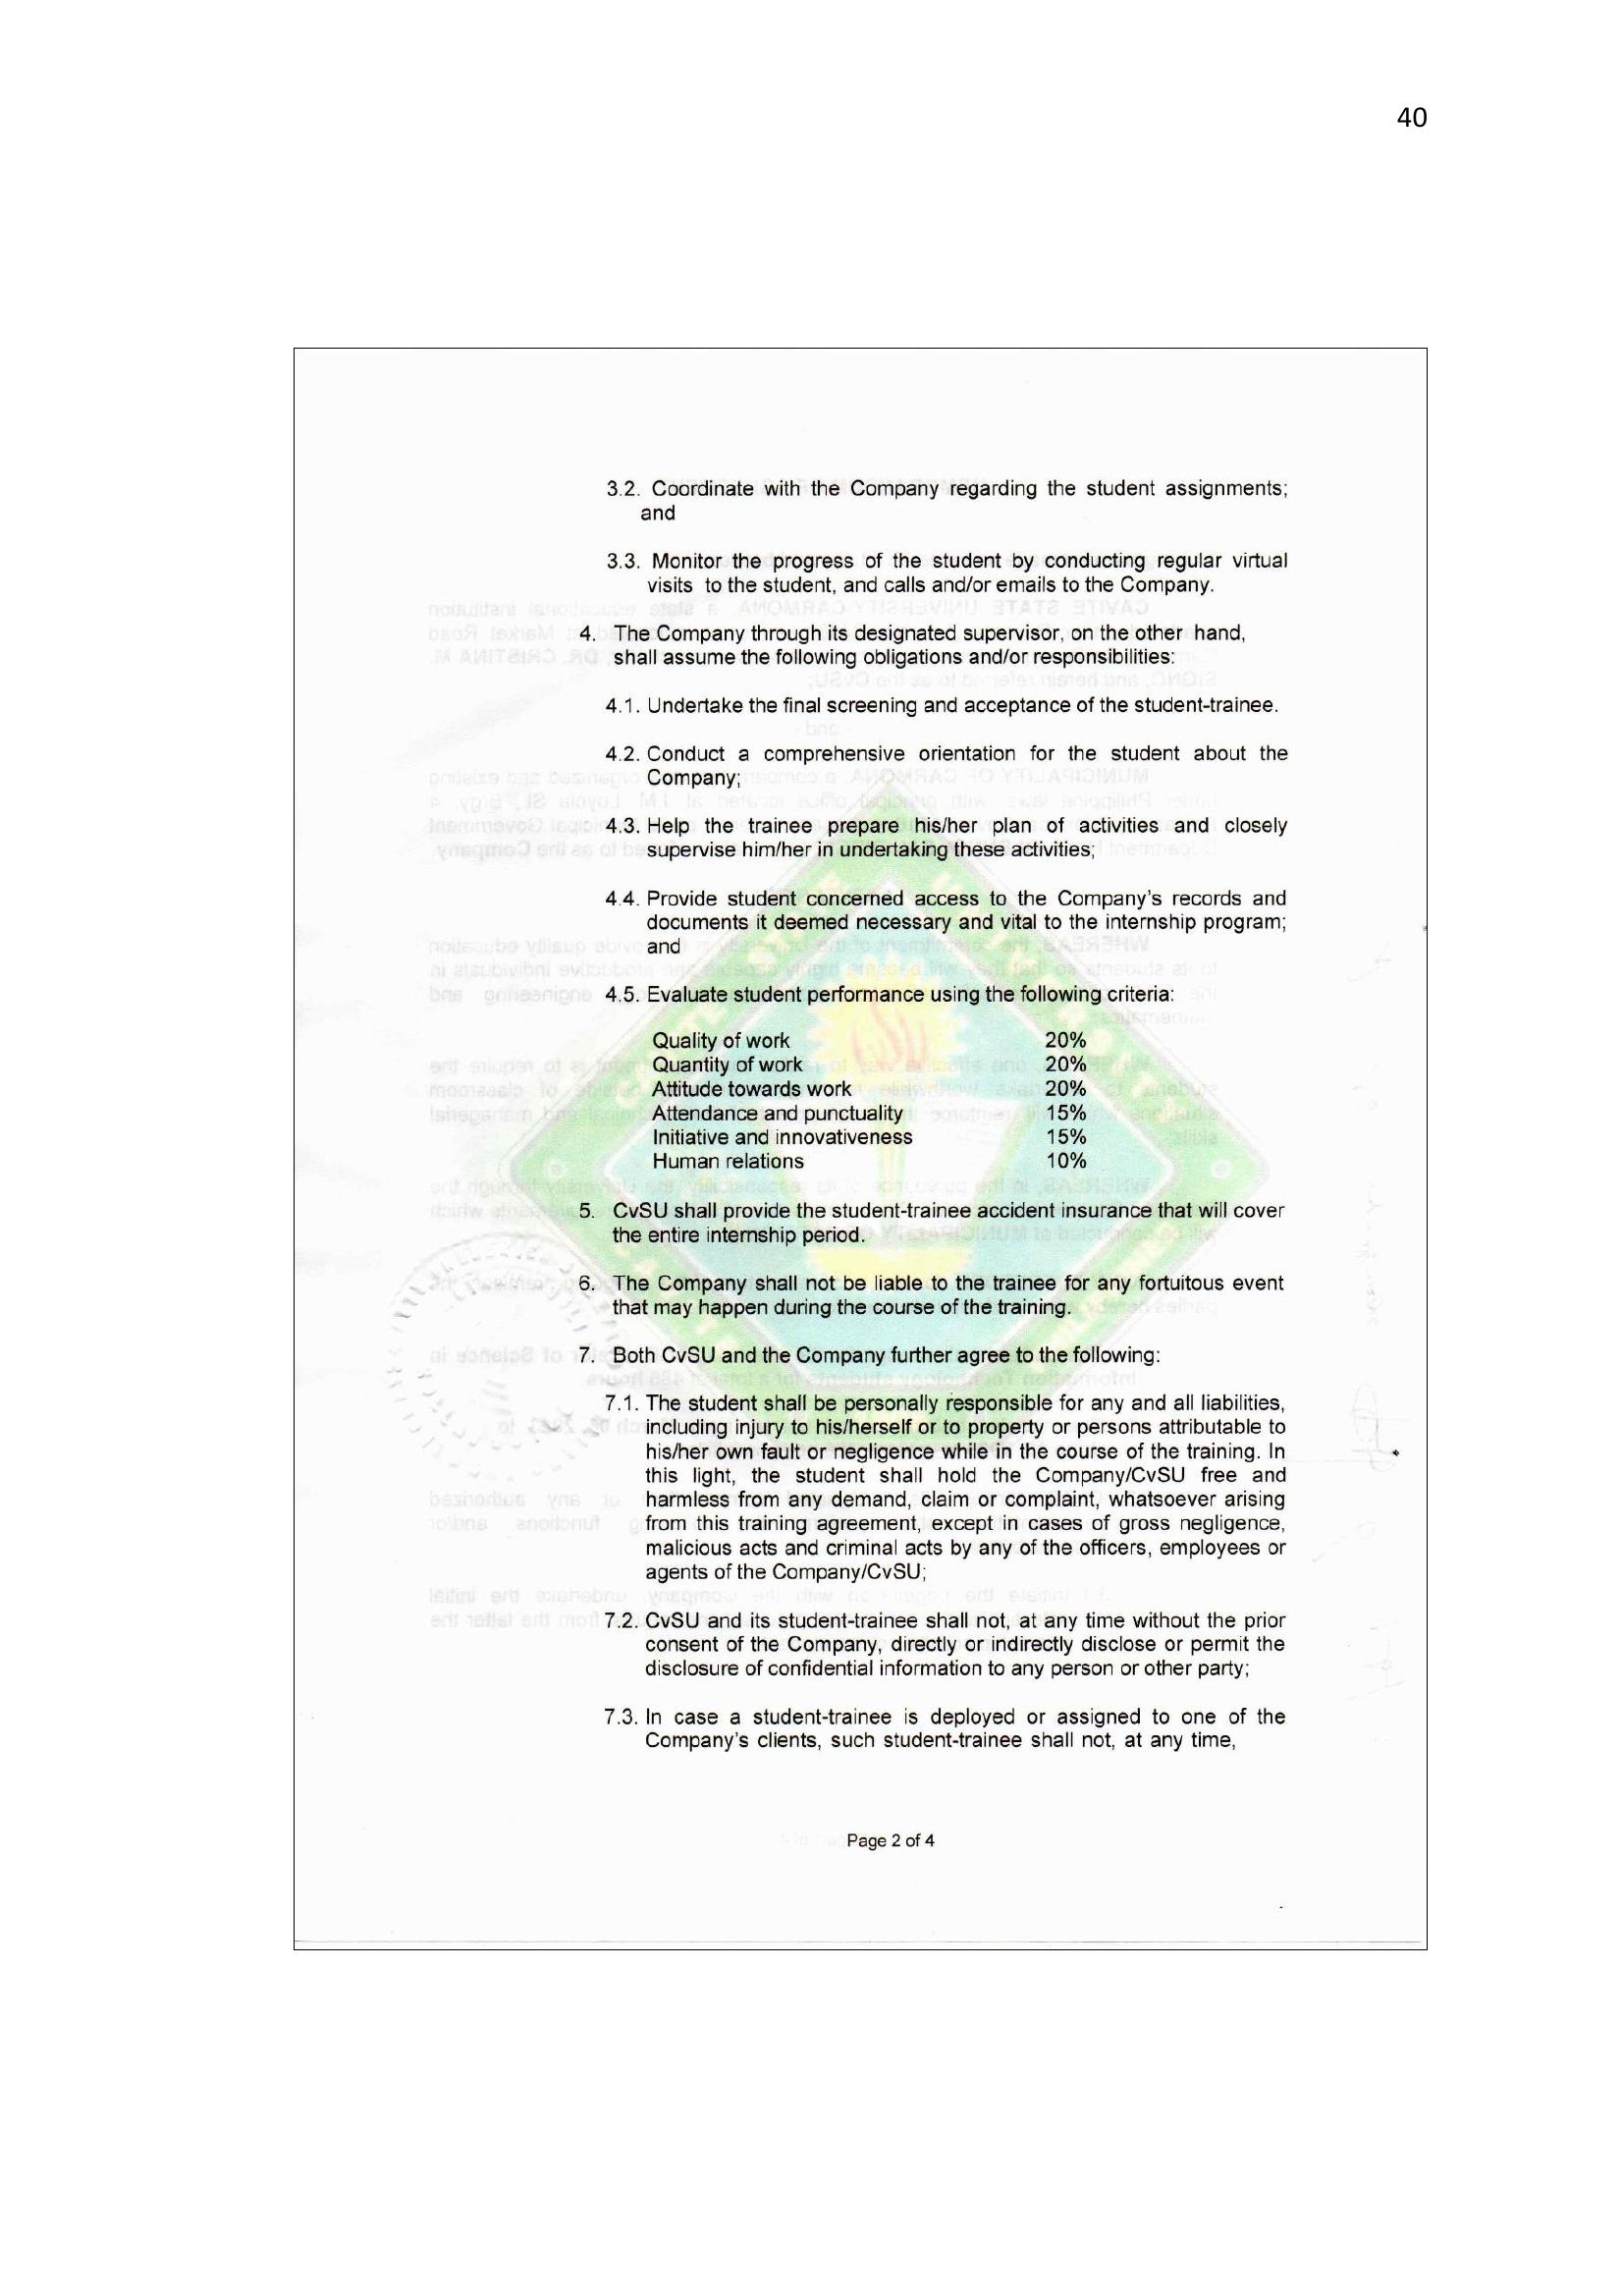 40
3.2. Coordinate with the Company regarding the student assignments;
and
3.3. Monitor the progress of the student by conducting regular virtual
visits to the student, and calls and/or emails to the Company.
4. The Company through its designated supervisor, on the other hand,
shall assume the following obligations and/or responsibilities:
4.1. Undertake the final screening and acceptance of the student-trainee.
4.2. Conduct a comprehensive orientation for the student about the
Company;
4.3. Help the trainee prepare his/her plan of activities and closely
supervise him/her in undertaking these activities;
4.4. Provide student concerned access to the Company's records and
documents it deemed necessary and vital to the internship program;
and
4.5. Evaluate student performance using the following criteria:
Quality of work 20%
Quantity of work 20%
Attitude towards work 20%
Attendance and punctuality 15%
Initiative and innovativeness 15%
Human relations 10%
5. CvSU shall provide the student-trainee accident insurance that will cover
the entire internship period.
6. The Company shall not be liable to the trainee for any fortuitous event
that may happen during the course of the training.
7. Both CvSU and the Company further agree to the following:
7.1. The student shall be personally responsible for any and all liabilities,
including injury to his/herself or to property or persons attributable to
his/her own fault or negligence while in the course of the training. In
this light, the student shall hold the Company/CvSU free and
harmless from any demand, claim or complaint, whatsoever arising
from this training agreement, except in cases of gross negligence,
malicious acts and criminal acts by any of the officers, employees or
agents of the Company/CvSU;
7.2. CvSU and its student-trainee shall not, at any time without the prior
consent of the Company, directly or indirectly disclose or permit the
disclosure of confidential information to any person or other party;
7.3. In case a student-trainee is deployed or assigned to one of the
Company's clients, such student-trainee shall not, at any time,
Page 2 of 4